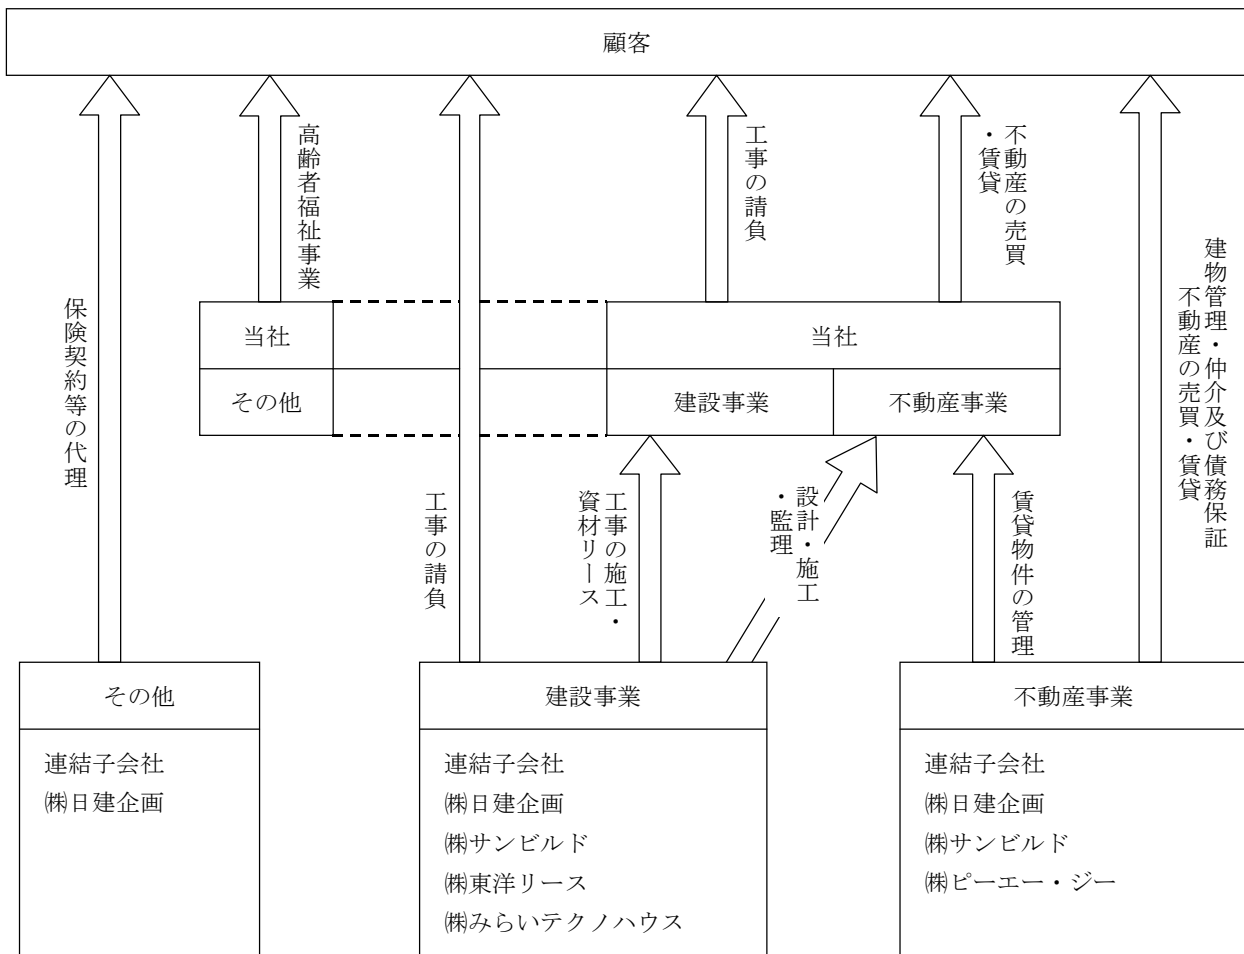 顧客
保険契約等の代理
高齢者福祉事業
工事の請負
工事の請負
不動産の売買
・賃貸
建物管理・仲介及び債務保証
不動産の売買・賃貸
当社
当社
その他
建設事業
不動産事業
工事の施工・
資材リース
設計・施工
・監理
賃貸物件の管理
その他
連結子会社
㈱日建企画
建設事業
連結子会社
㈱日建企画
㈱サンビルド
㈱東洋リース
㈱みらいテクノハウス
不動産事業
連結子会社
㈱日建企画
㈱サンビルド
㈱ピーエー・ジー